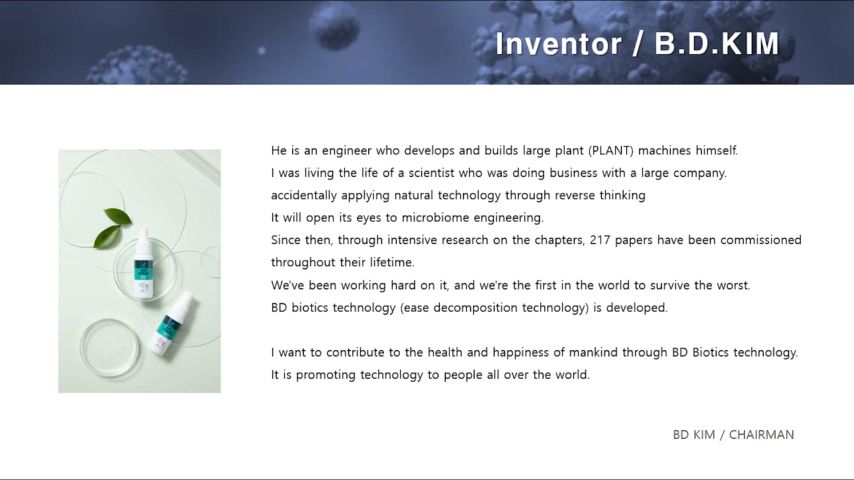 Inventor / B.D.KIM
He is an engineer who develops and builds large plant (PLANT) machines himself.
I was living the life of a scientist who was doing business with a large company.
accidentally applying natural technology through reverse thinking
It will open its eyes to microbiome engineering.
Since then, through intensive research on the chapters, 217 papers have been commissioned
throughout their lifetime.
We've been working hard on it, and we're the first in the world to survive the worst.
BD biotics technology (ease decomposition technology) is developed.
I want to contribute to the health and happiness of mankind through BD Biotics technology.
It is promoting technology to people all over the world.
BD KIM / CHAIRMAN